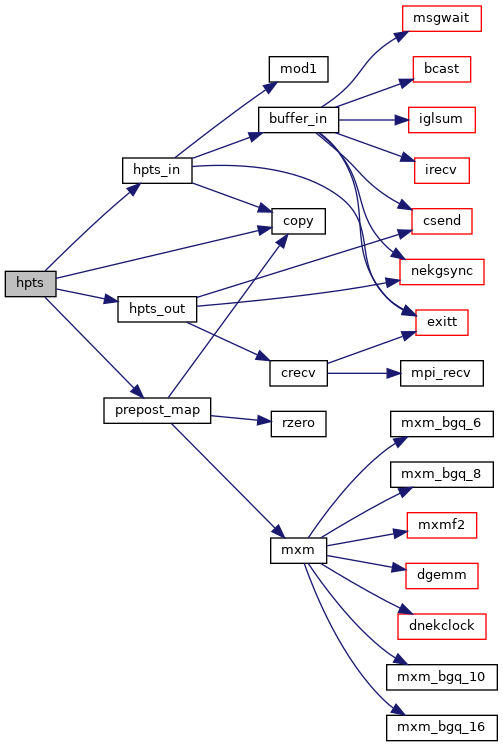 msgwait
mod1
bcast
buffer_in
iglsum
hpts_in
irecv
copy
csend
hpts
nekgsync
hpts_out
exitt
crecv
mpi_recv
prepost_map
rzero
mxm_bgq_6
mxm_bgq_8
mxmf2
mxm
dgemm
dnekclock
mxm_bgq_10
mxm_bgq_16